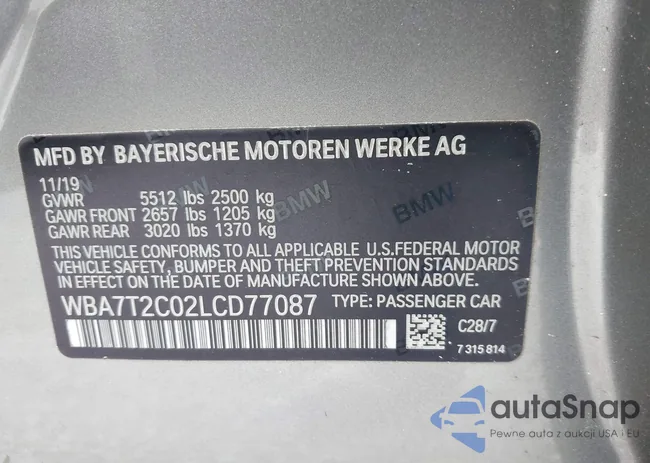 MFD BY BAYERISCHE MOTOREN WERKE AG
11/19
GVWR 5512 lbs 2500 kg
GAWR FRONT 2657 lbs 1205 kg
GAWR REAR 3020 lbs 1370 kg
THIS VEHICLE CONFORMS TO ALL APPLICABLE U.S.FEDERAL MOTOR
VEHICLE SAFETY, BUMPER AND THEFT PREVENTION STANDARDS
IN EFFECT ON THE DATE OF MANUFACTURE SHOWN ABOVE.
WBA7T2C02LCD77087 TYPE: PASSENGER CAR
C28/7
7 315 814
BMW
BMW
autoSnap
Pewne auta z aukcji USA i EU